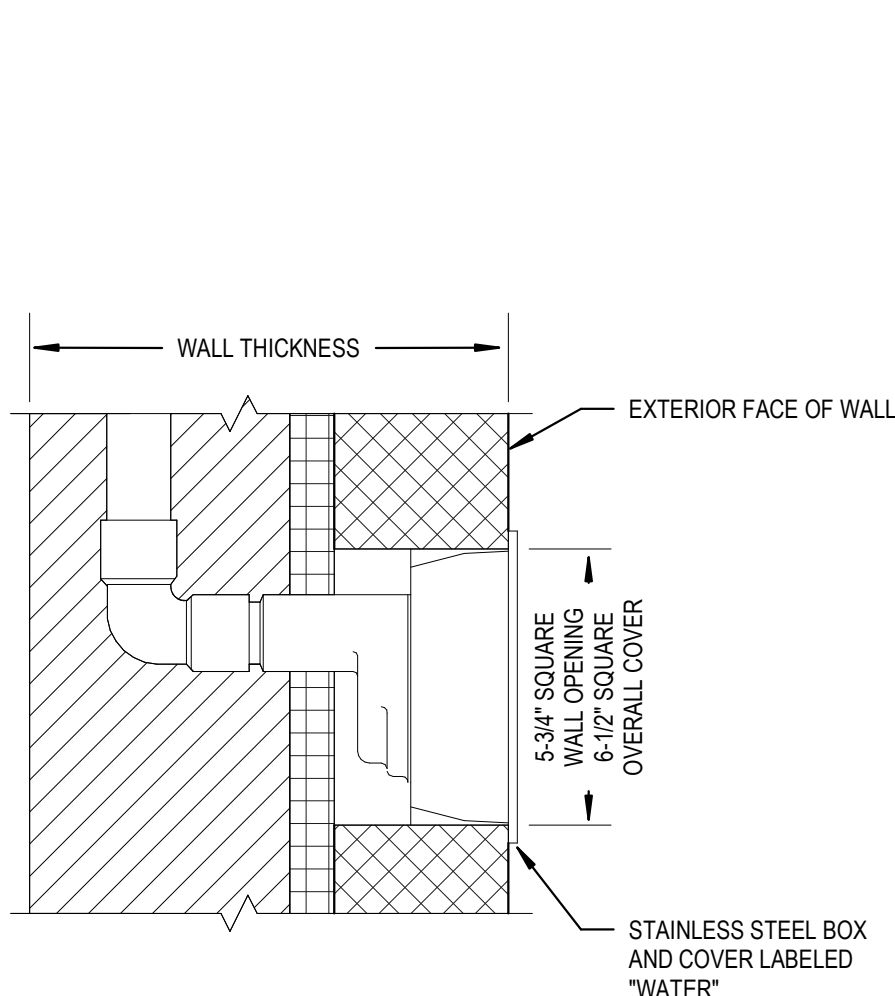 WALL THICKNESS
EXTERIOR FACE OF WALL
5-3/4" SQUARE
WALL OPENING
6-1/2" SQUARE
OVERALL COVER
STAINLESS STEEL BOX
AND COVER LABELED
"WATER"